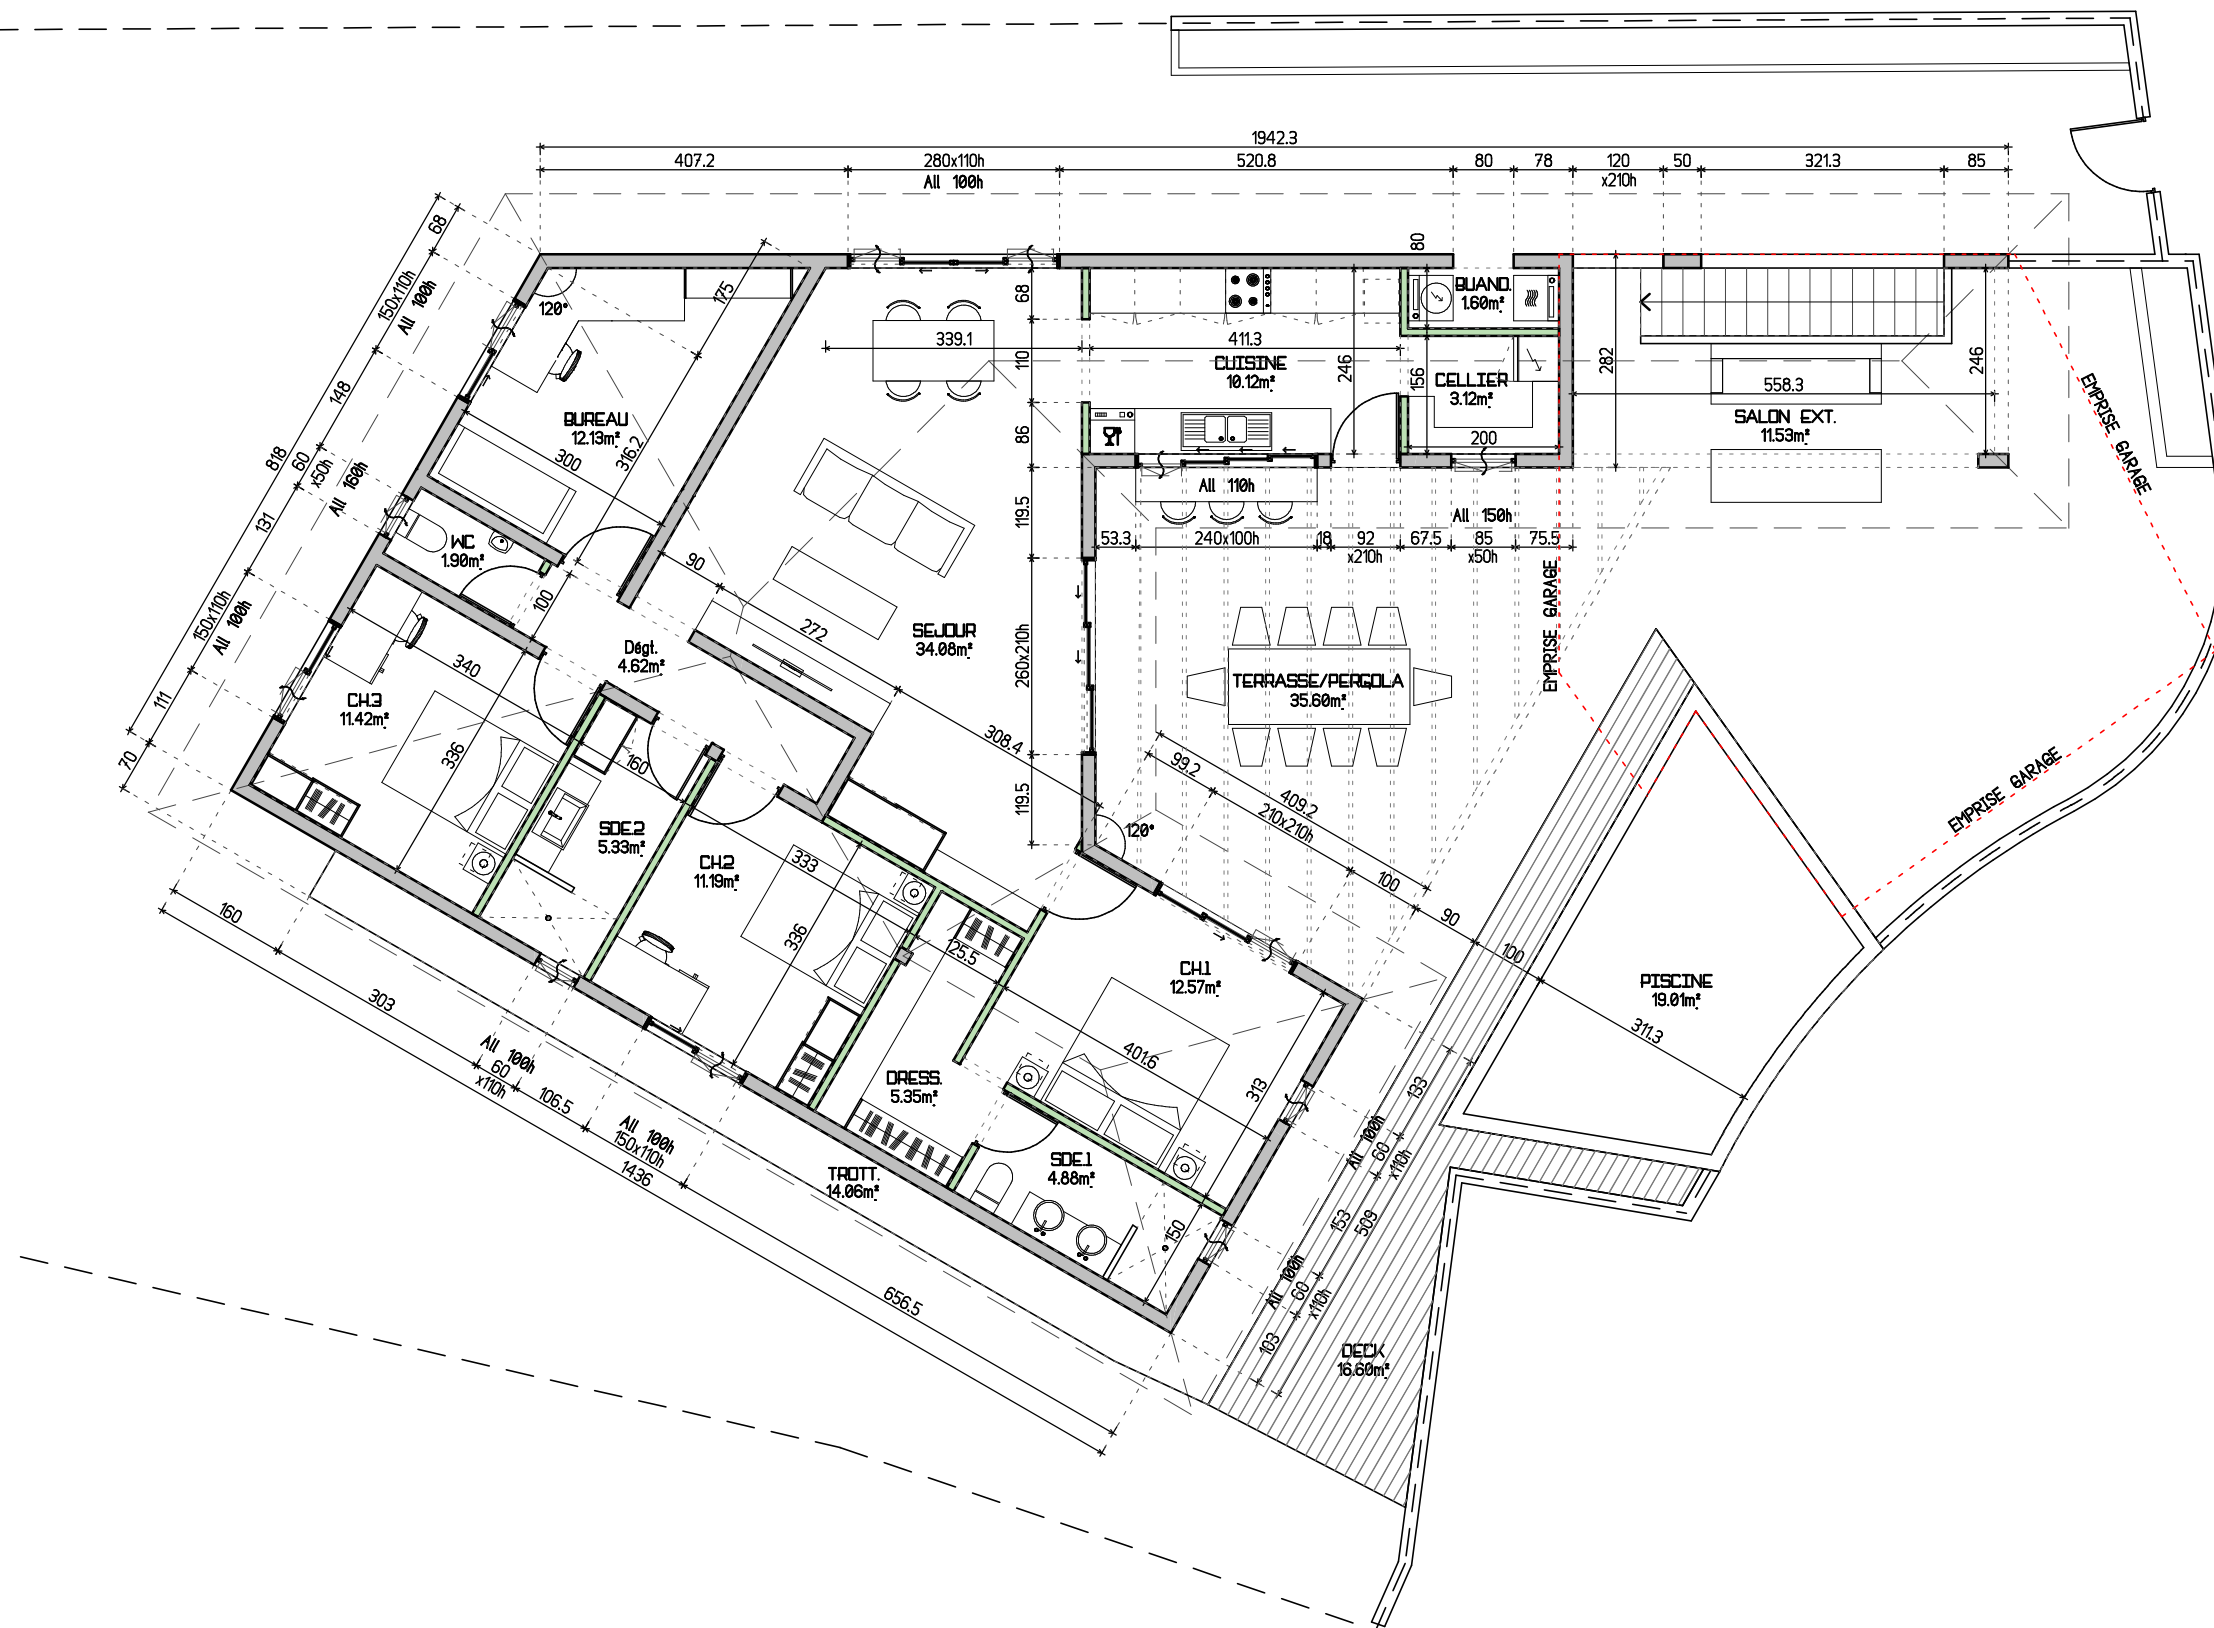 1942.3
407.2
280x110h
520.8
80
78
120
50
321.3
85
All 100h
x210h
68
150x110h
All 100h
148
818
60
x50h
All 160h
131
150x110h
All 100h
111
70
120°
175
BUREAU
12.13m²
300
316.2
WC
1.90m²
100
90
272
Dégt.
4.62m²
SEJOUR
34.08m²
339.1
68
110
86
119.5
260x210h
119.5
308.4
411.3
CUISINE
10.12m²
246
80
BUAND.
1.60m²
156
CELLIER
3.12m²
200
282
558.3
SALON EXT.
11.53m²
246
EMPRISE GARAGE
EMPRISE GARAGE
EMPRISE GARAGE
All 110h
All 150h
53.3
240x100h
18
92
x210h
67.5
85
x50h
75.5
TERRASSE/PERGOLA
35.60m²
120°
99.2
409.2
210x210h
100
90
100
311.3
PISCINE
19.01m²
340
CH.3
11.42m²
336
160
SDE.2
5.33m²
CH.2
11.19m²
333
336
125.5
CH.1
12.57m²
401.6
313
DRESS.
5.35m²
SDE.1
4.88m²
150
160
303
All 100h
60
x110h
106.5
All 100h
150x110h
1436
656.5
TROTT.
14.06m²
133
All 100h
60
x110h
153
509
All 100h
60
x110h
103
DECK
16.60m²